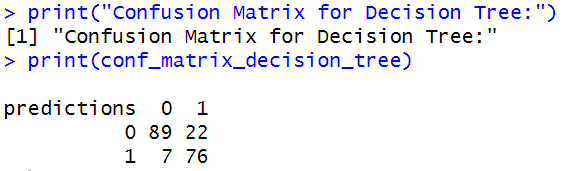 > print("Confusion Matrix for Decision Tree:")
[1] "Confusion Matrix for Decision Tree:"
> print(conf_matrix_decision_tree)
predictions  0  1
          0 89 22
          1  7 76